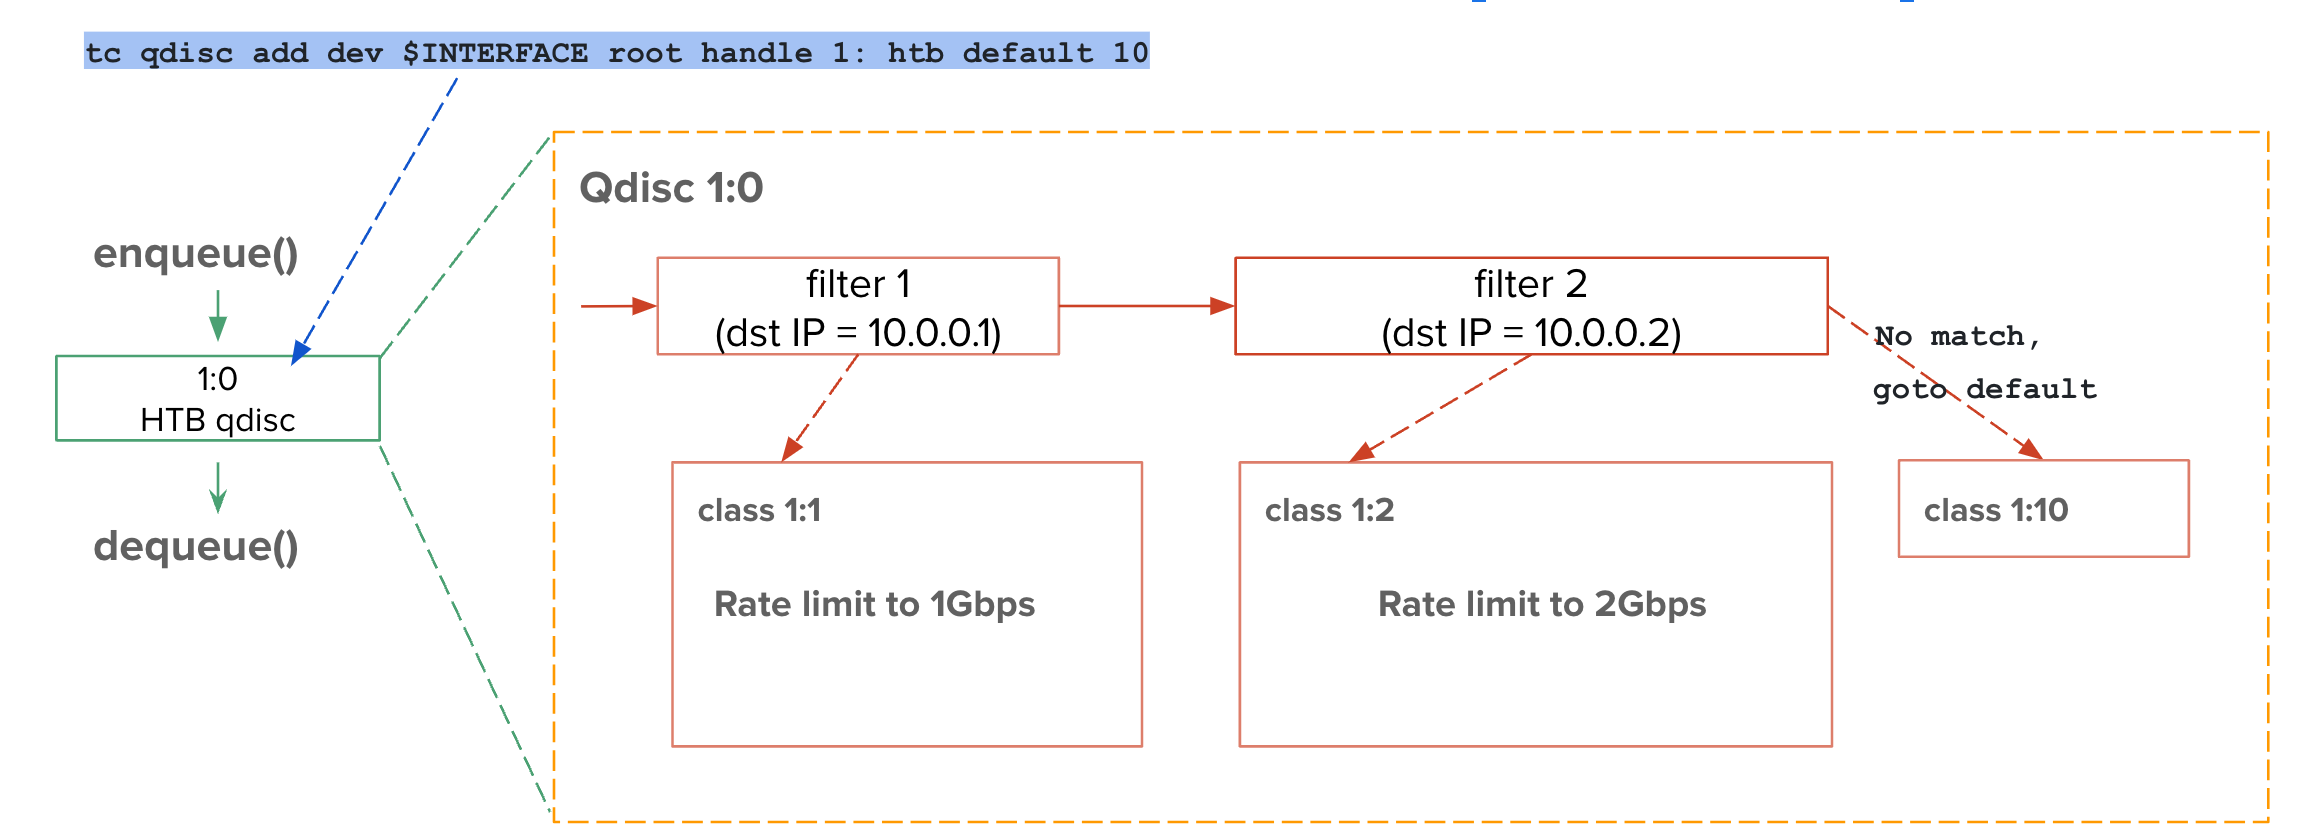 tc qdisc add dev $INTERFACE root handle 1: htb default 10
Qdisc 1:0
enqueue()
1:0
HTB qdisc
dequeue()
filter 1
(dst IP = 10.0.0.1)
filter 2
(dst IP = 10.0.0.2)
No match,
goto default
class 1:1
Rate limit to 1Gbps
class 1:2
Rate limit to 2Gbps
class 1:10